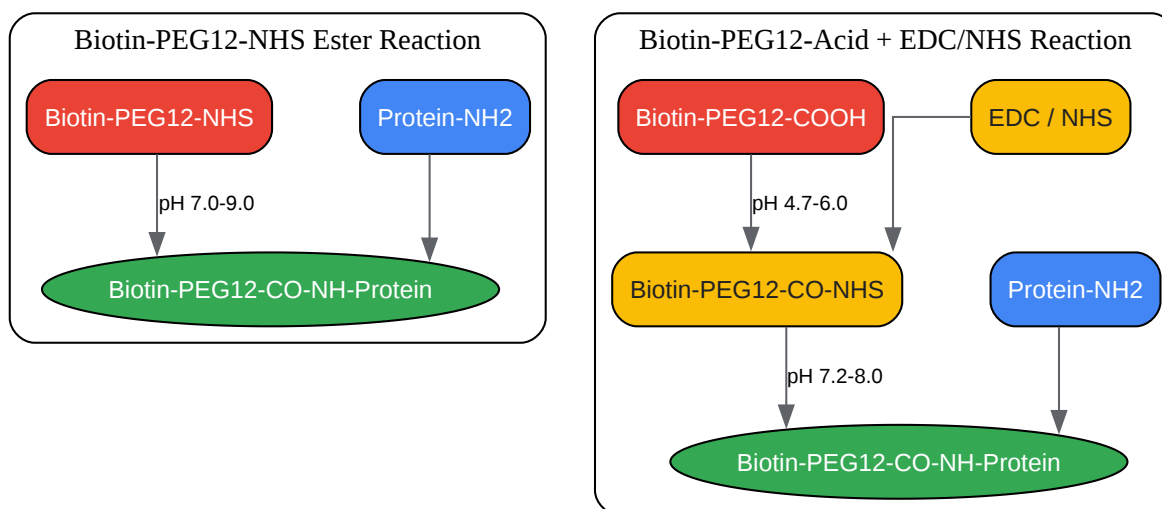 Biotin-PEG12-NHS Ester Reaction
Biotin-PEG12-NHS
Protein-NH2
pH 7.0-9.0
Biotin-PEG12-CO-NH-Protein
Biotin-PEG12-Acid + EDC/NHS Reaction
Biotin-PEG12-COOH
EDC / NHS
pH 4.7-6.0
Biotin-PEG12-CO-NHS
Protein-NH2
pH 7.2-8.0
Biotin-PEG12-CO-NH-Protein